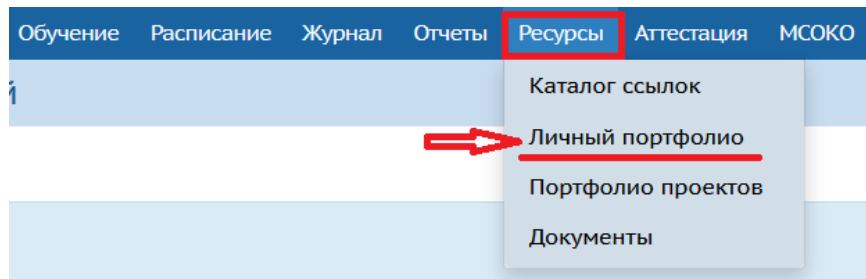 Обучение Расписание Журнал Отчеты Ресурсы Аттестация МСОКО
й
Каталог ссылок
Личный портфолио
Портфолио проектов
Документы